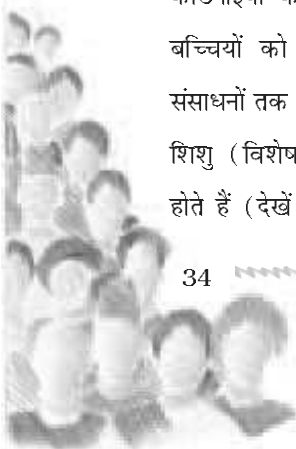 बच्चियों को
संसाधनों तक
शिशु (विशेष
होते हैं (देखें
34